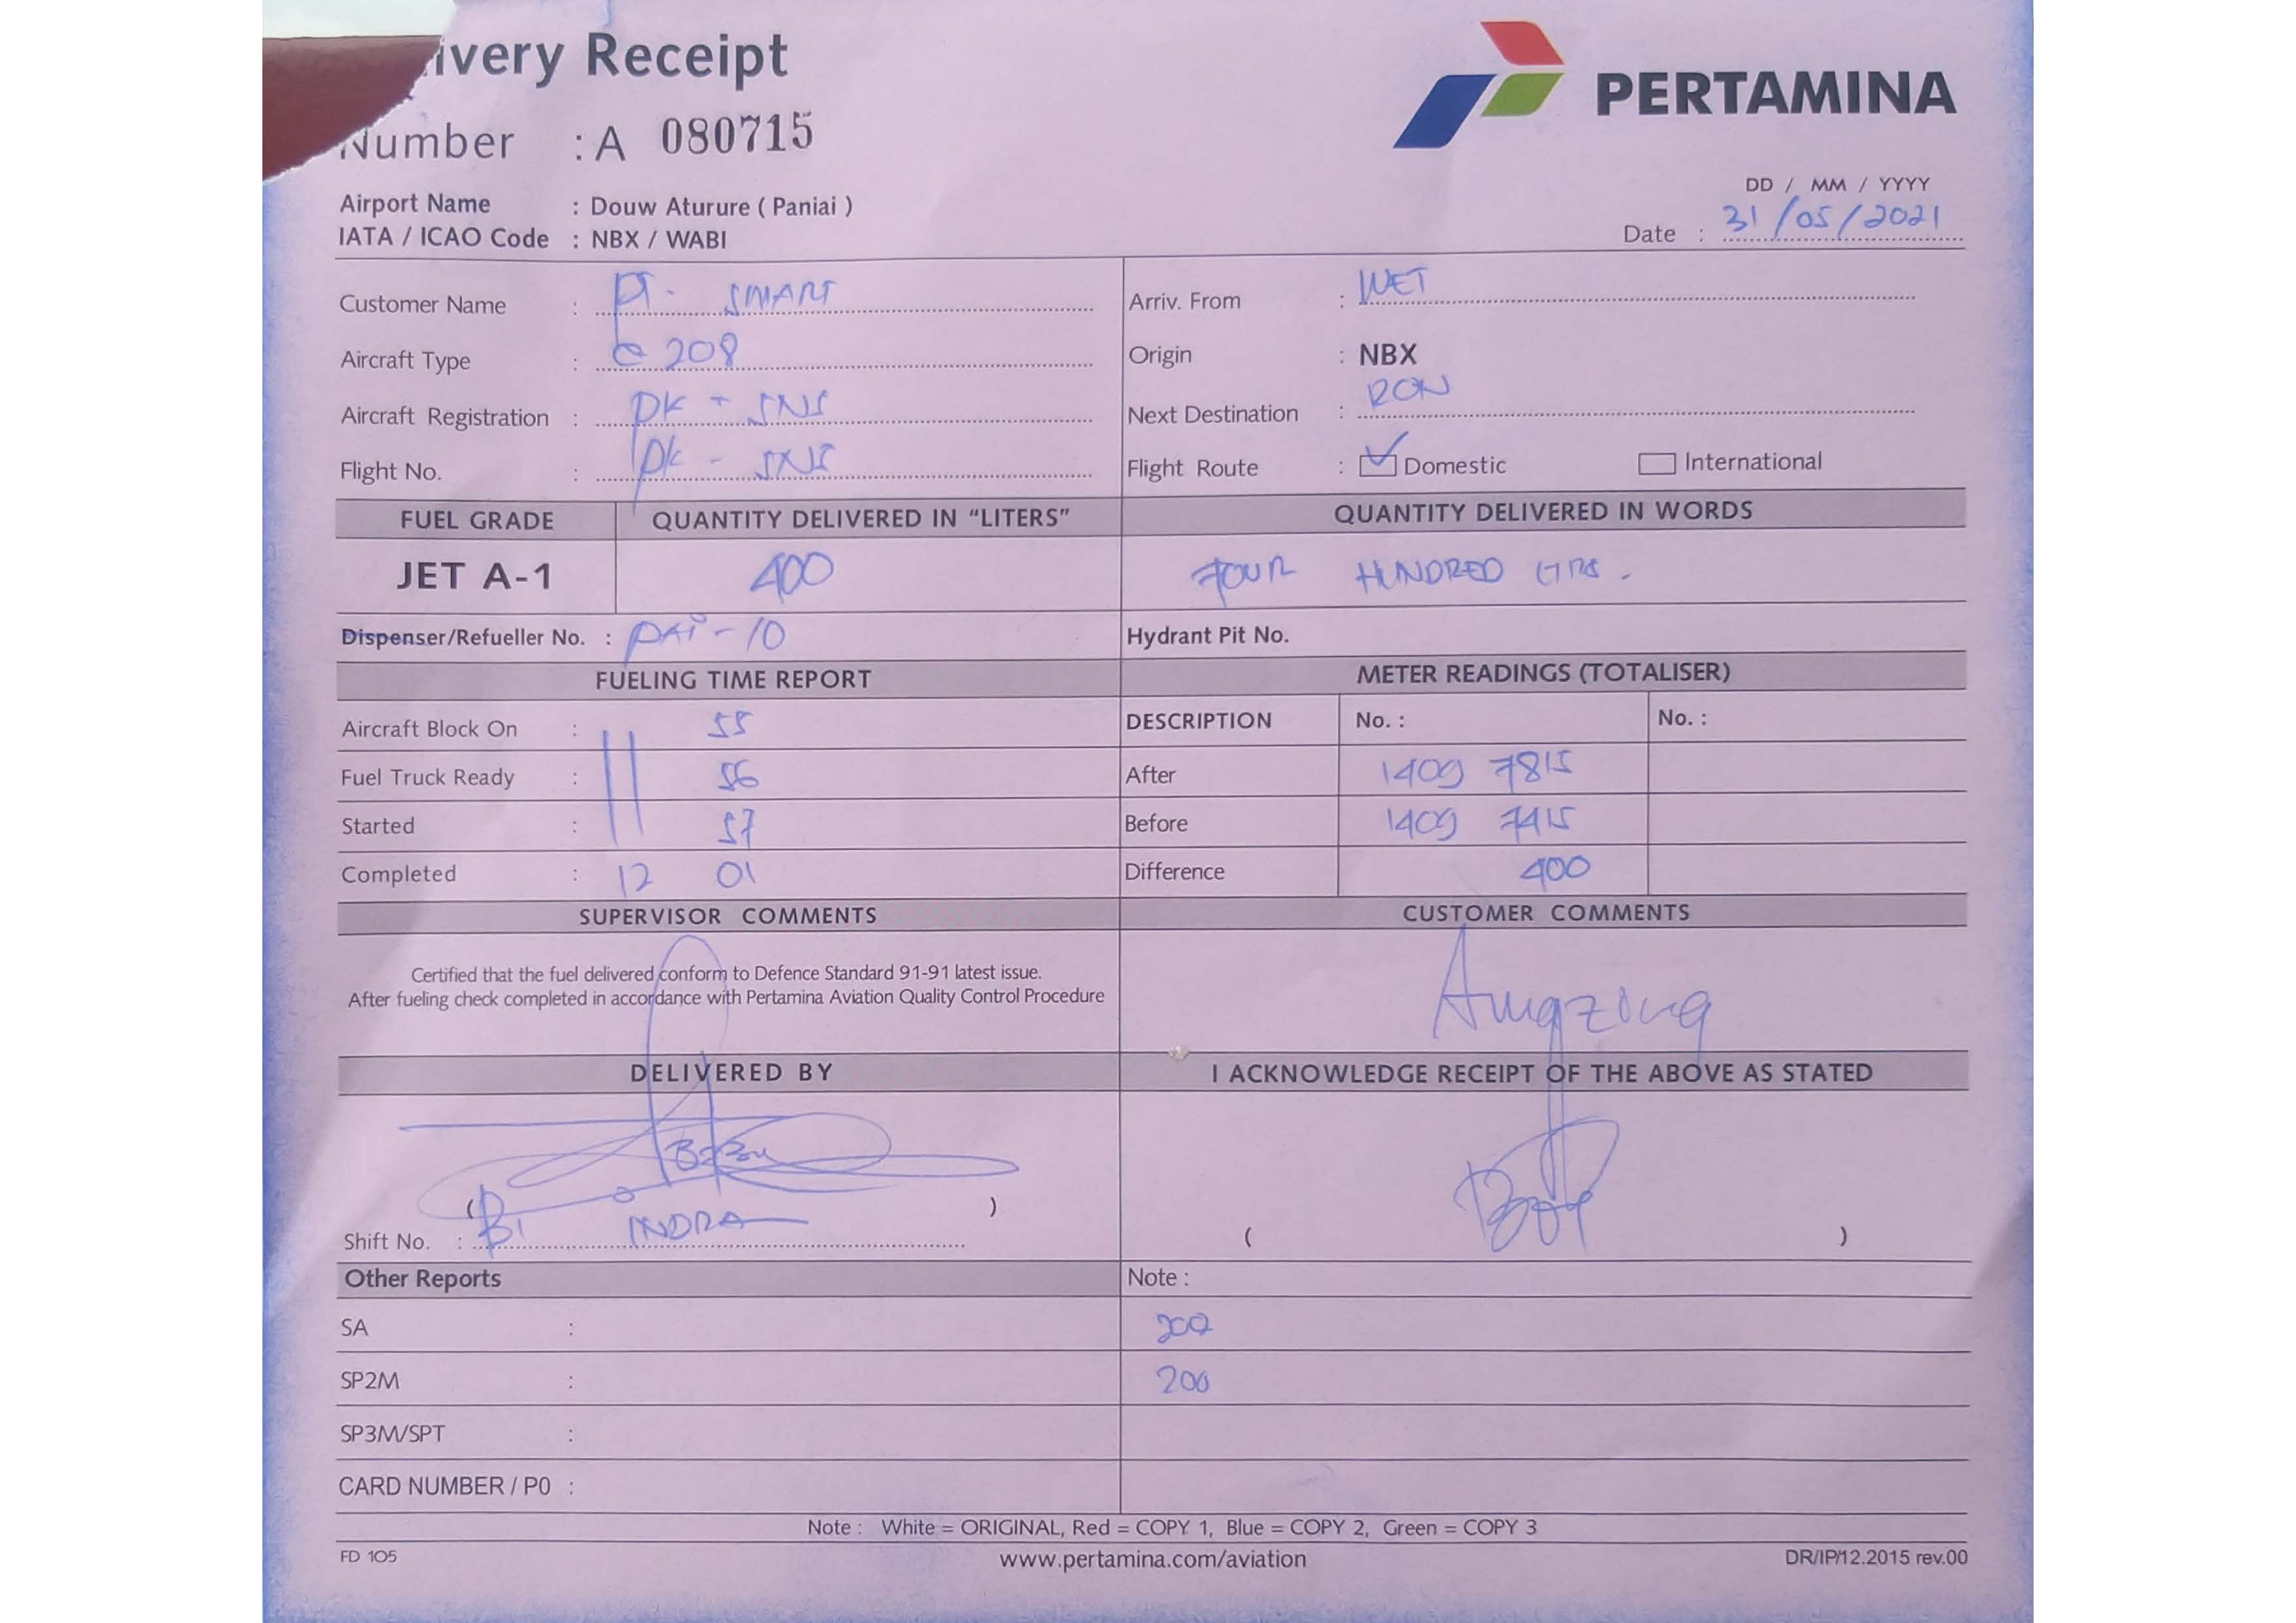 ivery Receipt
PERTAMINA
Number : A 080715
DD / MM / YYYY
Airport Name : Douw Aturure ( Paniai )
Date : 31/05/2021
IATA / ICAO Code : NBX / WABI
Customer Name : PT. SMART
Arriv. From : WET
Aircraft Type : C 208
Origin : NBX
Aircraft Registration : PK - SNS
Next Destination : RON
Flight No. : PK - SNS
Flight Route : Domestic International
FUEL GRADE QUANTITY DELIVERED IN “LITERS” QUANTITY DELIVERED IN WORDS
JET A-1 400 FOUR HUNDRED LTRS.
Dispenser/Refueller No. : PAI-10 Hydrant Pit No.
FUELING TIME REPORT METER READINGS (TOTALISER)
Aircraft Block On : 55 DESCRIPTION No. : No. :
Fuel Truck Ready : 56 After 1409 7815
Started : 57 Before 1409 7415
Completed : 12 01 Difference 400
SUPERVISOR COMMENTS CUSTOMER COMMENTS
Certified that the fuel delivered conform to Defence Standard 91-91 latest issue.
After fueling check completed in accordance with Pertamina Aviation Quality Control Procedure
DELIVERED BY I ACKNOWLEDGE RECEIPT OF THE ABOVE AS STATED
( ) ( )
Shift No. : B1 INDRA
Other Reports Note :
SA : 200
SP2M : 200
SP3M/SPT :
CARD NUMBER / P0 :
Note : White = ORIGINAL, Red = COPY 1, Blue = COPY 2, Green = COPY 3
FD 105 www.pertamina.com/aviation DR/IP/12.2015 rev.00